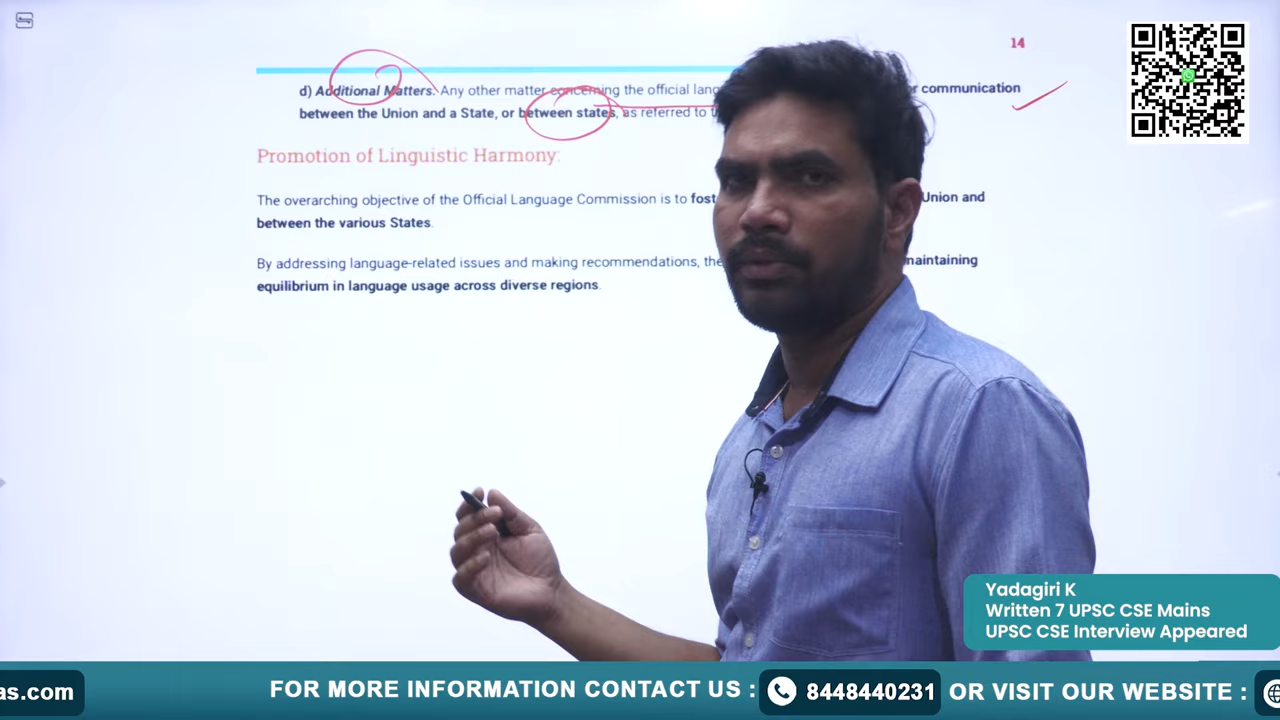 14
d) Additional Matters: Any other matter concerning the official lang
r communication
between the Union and a State, or between states, as referred to
Promotion of Linguistic Harmony:
The overarching objective of the Official Language Commission is to fost
Union and
between the various States.
By addressing language-related issues and making recommendations, the
maintaining
equilibrium in language usage across diverse regions.
Yadagiri K
Written 7 UPSC CSE Mains
UPSC CSE Interview Appeared
as.com
FOR MORE INFORMATION CONTACT US :
8448440231
OR VISIT OUR WEBSITE :